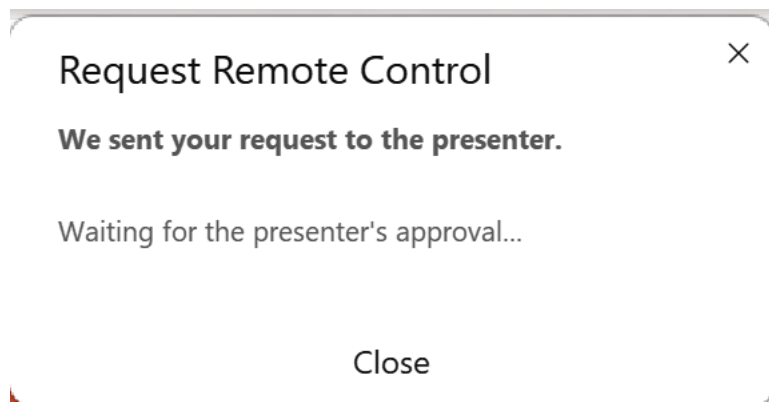 Request Remote Control
We sent your request to the presenter.
Waiting for the presenter's approval...
Close